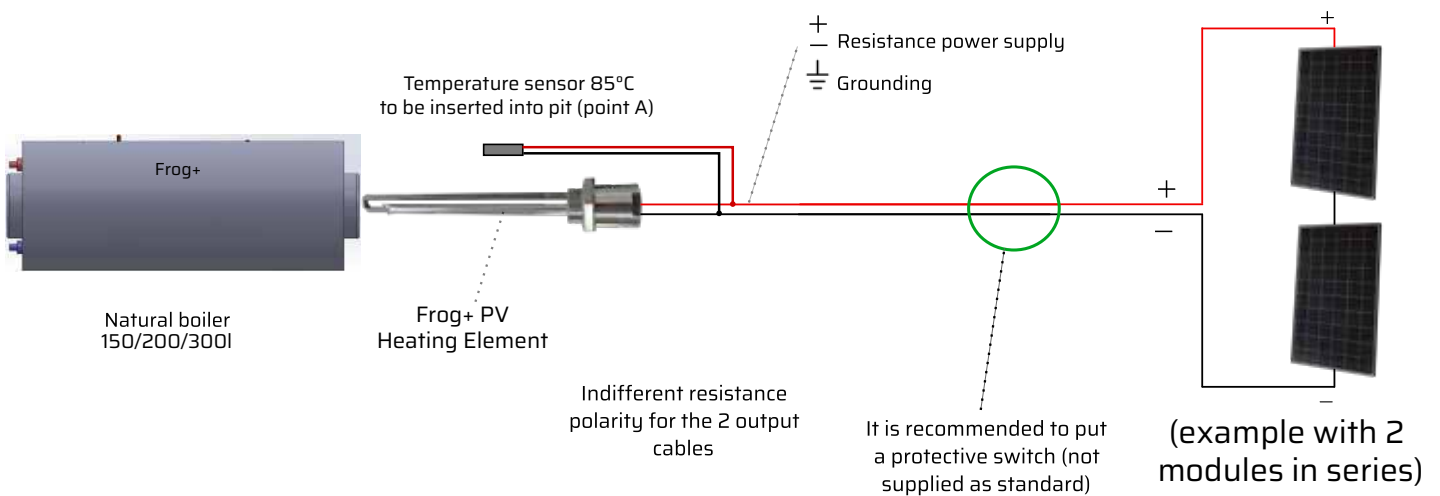 +
+
− Resistance power supply
Grounding
Temperature sensor 85°C
to be inserted into pit (point A)
Frog+
+
−
Natural boiler
150/200/300l
Frog+ PV
Heating Element
Indifferent resistance
polarity for the 2 output
cables
It is recommended to put
a protective switch (not
supplied as standard)
−
(example with 2
modules in series)